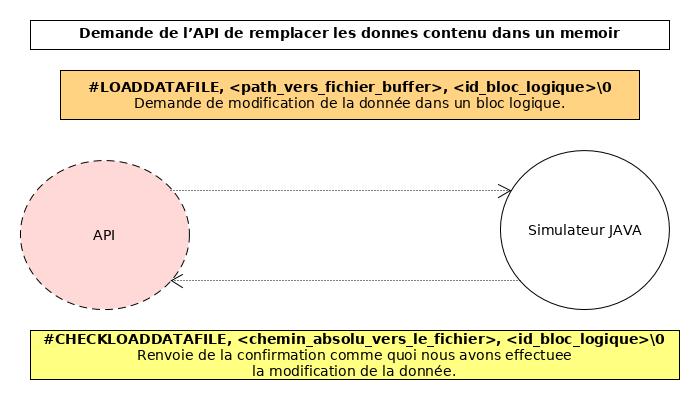 Demande de l’API de remplacer les donnes contenu dans un memoir
#LOADDATAFILE, <path_vers_fichier_buffer>, <id_bloc_logique>\0
Demande de modification de la donnée dans un bloc logique.
API
Simulateur JAVA
#CHECKLOADDATAFILE, <chemin_absolu_vers_le_fichier>, <id_bloc_logique>\0
Renvoie de la confirmation comme quoi nous avons effectuee
la modification de la donnée.